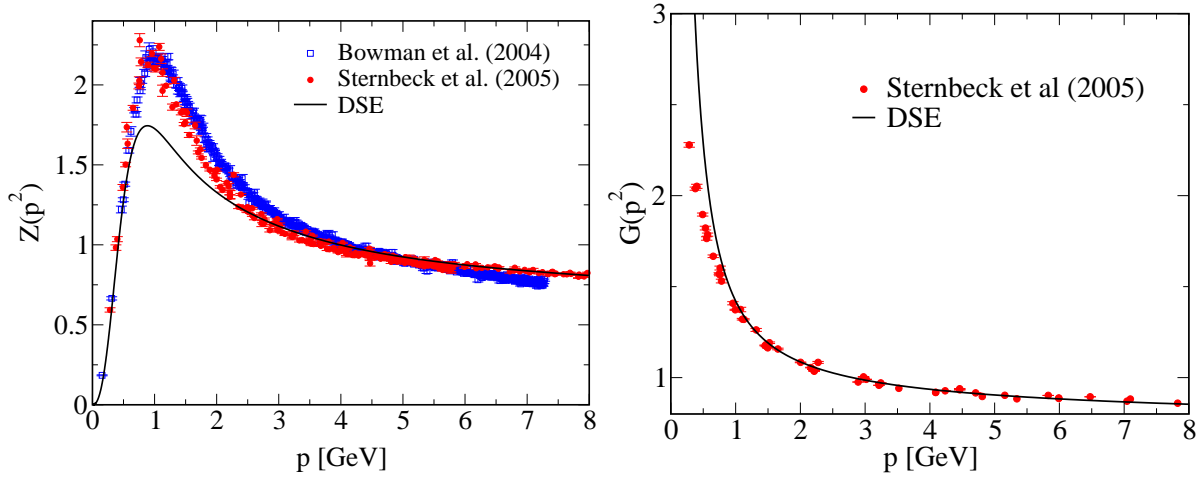 Z(p²)
2
1.5
1
0.5
0
0 1 2 3 4 5 6 7 8
p [GeV]
Bowman et al. (2004)
Sternbeck et al. (2005)
DSE
G(p²)
3
2
1
0 1 2 3 4 5 6 7 8
p [GeV]
Sternbeck et al (2005)
DSE